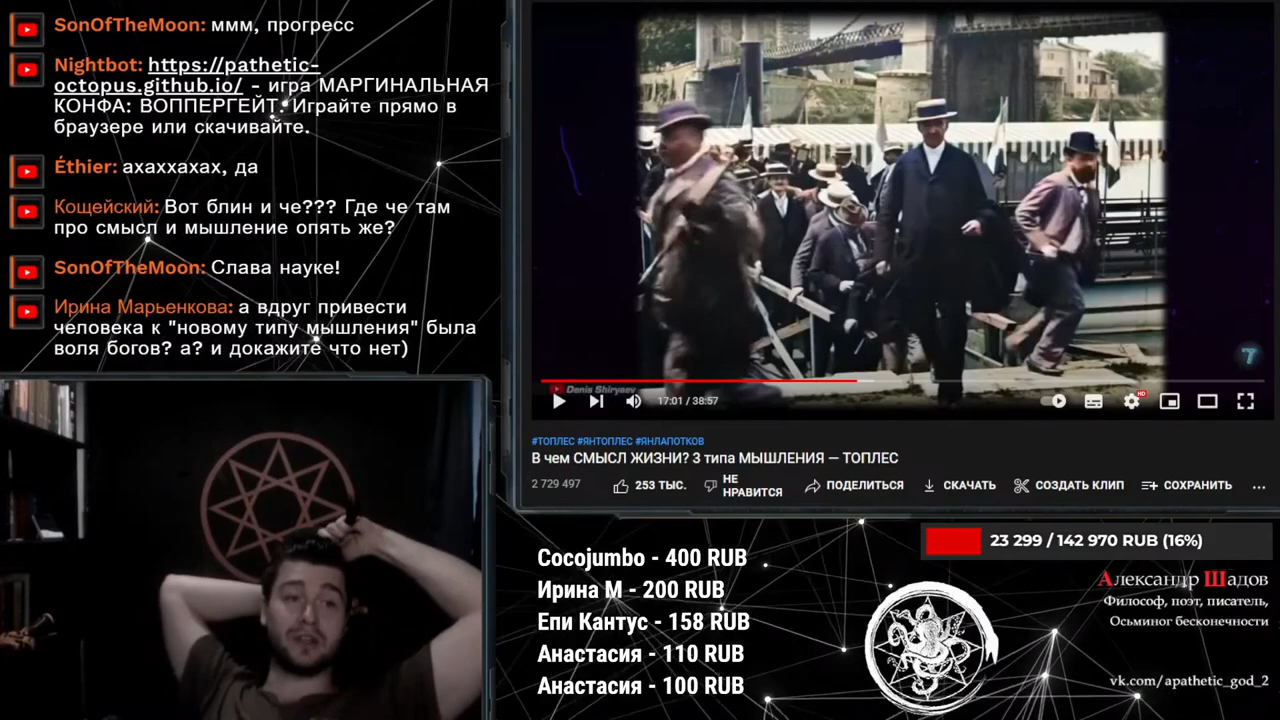 SonOfTheMoon: ммм, прогресс
Nightbot: https://pathetic-
octopus.github.io/ - игра МАРГИНАЛЬНАЯ
КОНФА: ВОППЕРГЕЙТ. Играйте прямо в
браузере или скачивайте.
Éthier: ахаххахах, да
Кощейский: Вот блин и че??? Где че там
про смысл и мышление опять же?
SonOfTheMoon: Слава науке!
Ирина Марьенкова: а вдруг привести
человека к "новому типу мышления" была
воля богов? а? и докажите что нет)
Denis Shiryaev
17:01 / 38:57
HD
#ТОПЛЕС #ЯНТОПЛЕС #ЯНЛАПОТКОВ
В чем СМЫСЛ ЖИЗНИ? 3 типа МЫШЛЕНИЯ — ТОПЛЕС
2 729 497
253 ТЫС.
НЕ
НРАВИТСЯ
ПОДЕЛИТЬСЯ
СКАЧАТЬ
СОЗДАТЬ КЛИП
СОХРАНИТЬ
23 299 / 142 970 RUB (16%)
Cocojumbo - 400 RUB
Ирина М - 200 RUB
Епи Кантус - 158 RUB
Анастасия - 110 RUB
Анастасия - 100 RUB
Александр Шадов
Философ, поэт, писатель,
Осьминог бесконечности
vk.com/apathetic_god_2